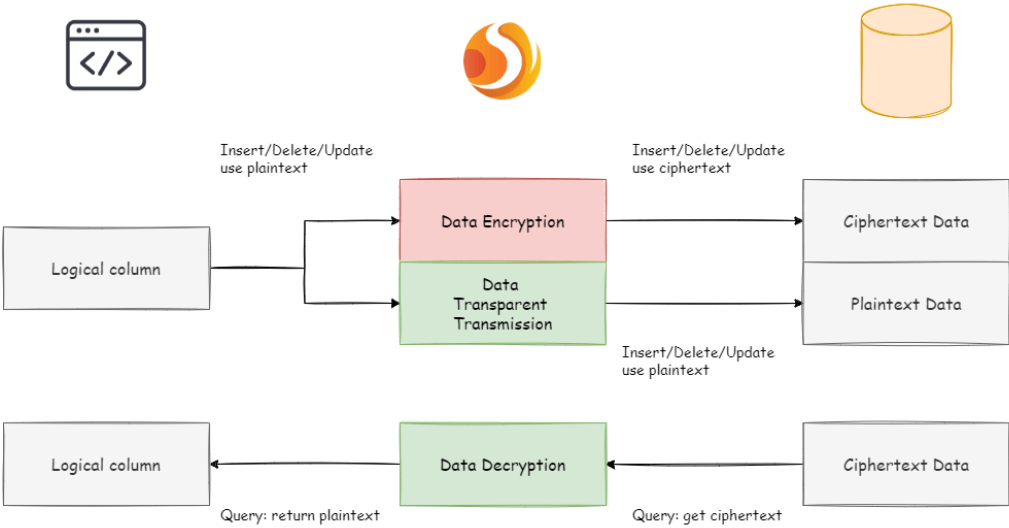 </>
Insert/Delete/Update
use plaintext
Insert/Delete/Update
use ciphertext
Logical column
Data Encryption
Ciphertext Data
Data
Transparent
Transmission
Plaintext Data
Insert/Delete/Update
use plaintext
Logical column
Data Decryption
Ciphertext Data
Query: return plaintext
Query: get ciphertext